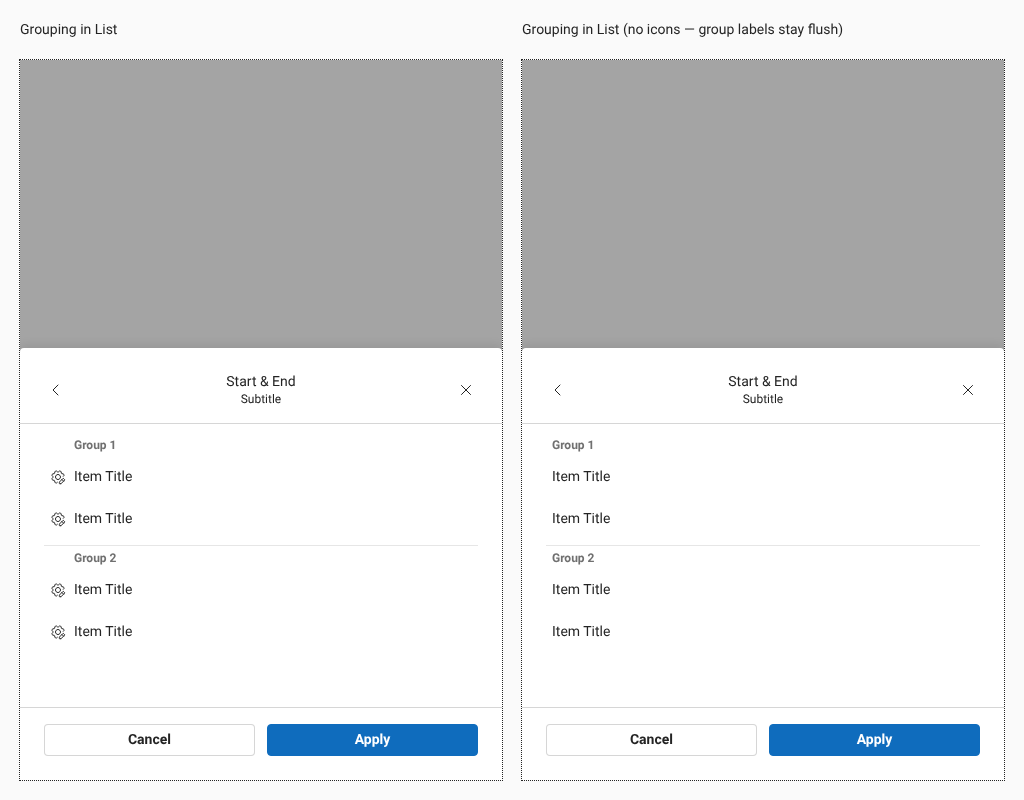 Grouping in List
Start & End
Subtitle
Group 1
Item Title
Item Title
Group 2
Item Title
Item Title
Cancel
Apply
Grouping in List (no icons — group labels stay flush)
Start & End
Subtitle
Group 1
Item Title
Item Title
Group 2
Item Title
Item Title
Cancel
Apply